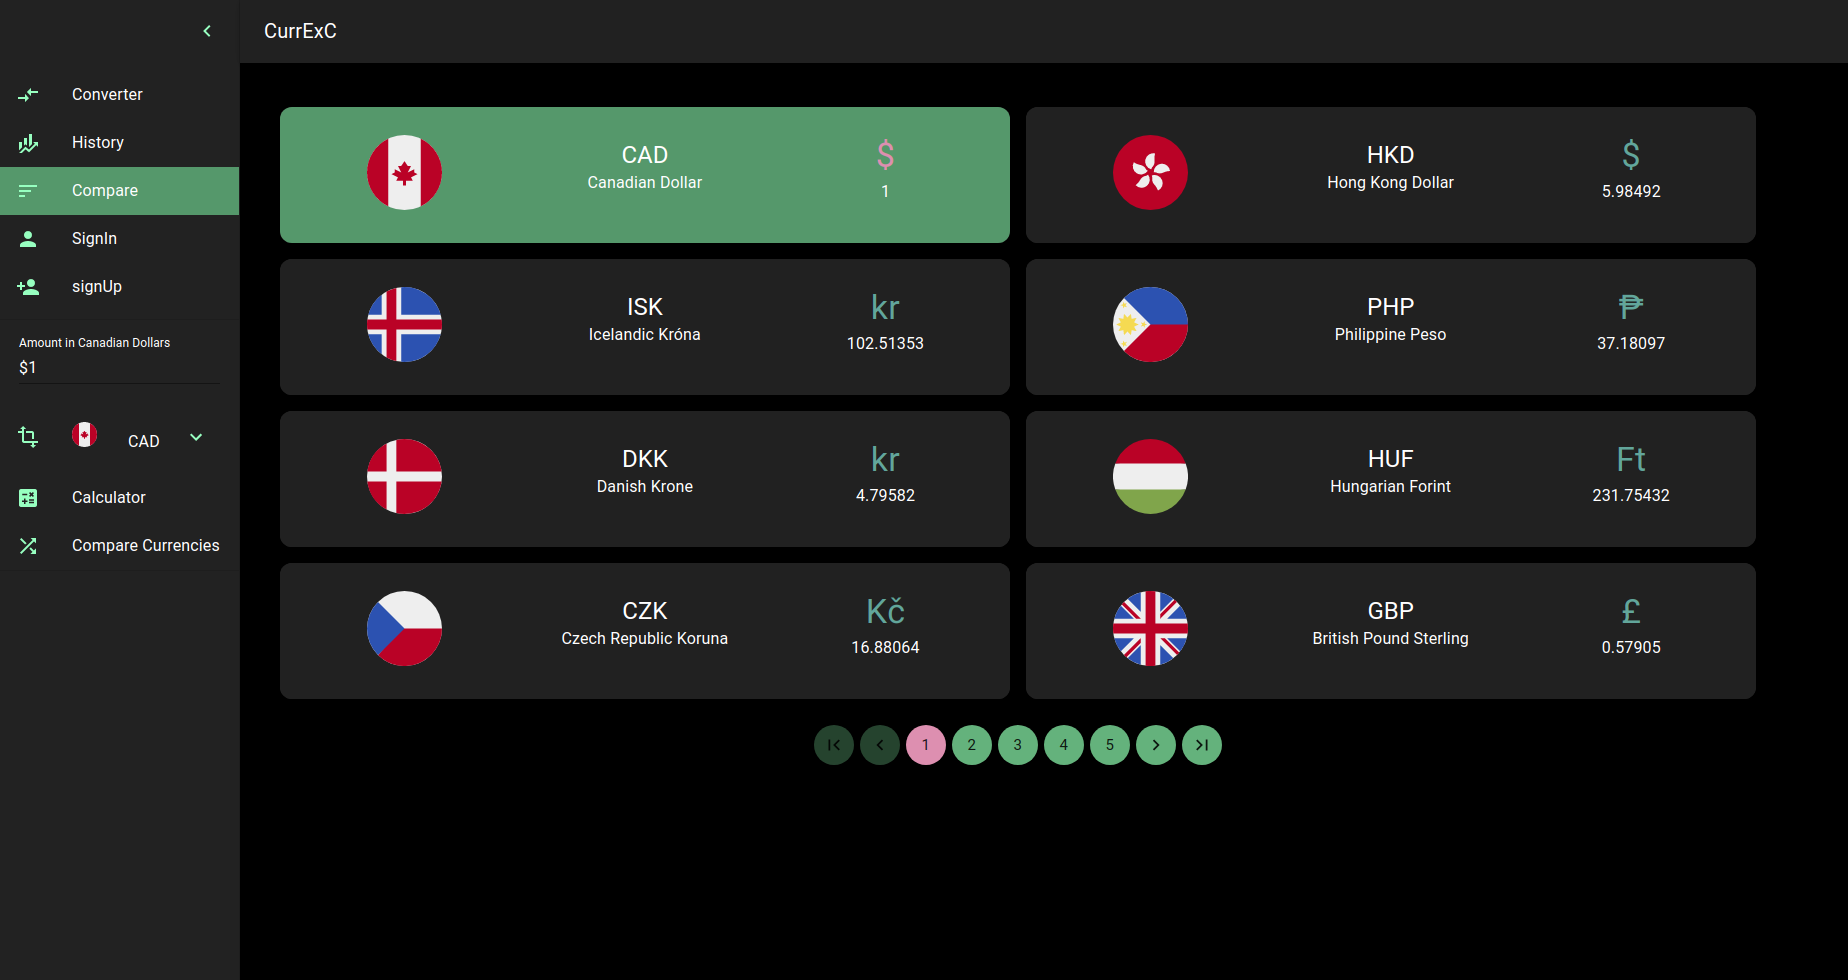 CurrExC
Converter
History
Compare
SignIn
signUp
Amount in Canadian Dollars
$1
CAD
Calculator
Compare Currencies
CAD
Canadian Dollar
$
1
HKD
Hong Kong Dollar
$
5.98492
ISK
Icelandic Króna
kr
102.51353
PHP
Philippine Peso
₱
37.18097
DKK
Danish Krone
kr
4.79582
HUF
Hungarian Forint
Ft
231.75432
CZK
Czech Republic Koruna
Kč
16.88064
GBP
British Pound Sterling
£
0.57905
1 2 3 4 5